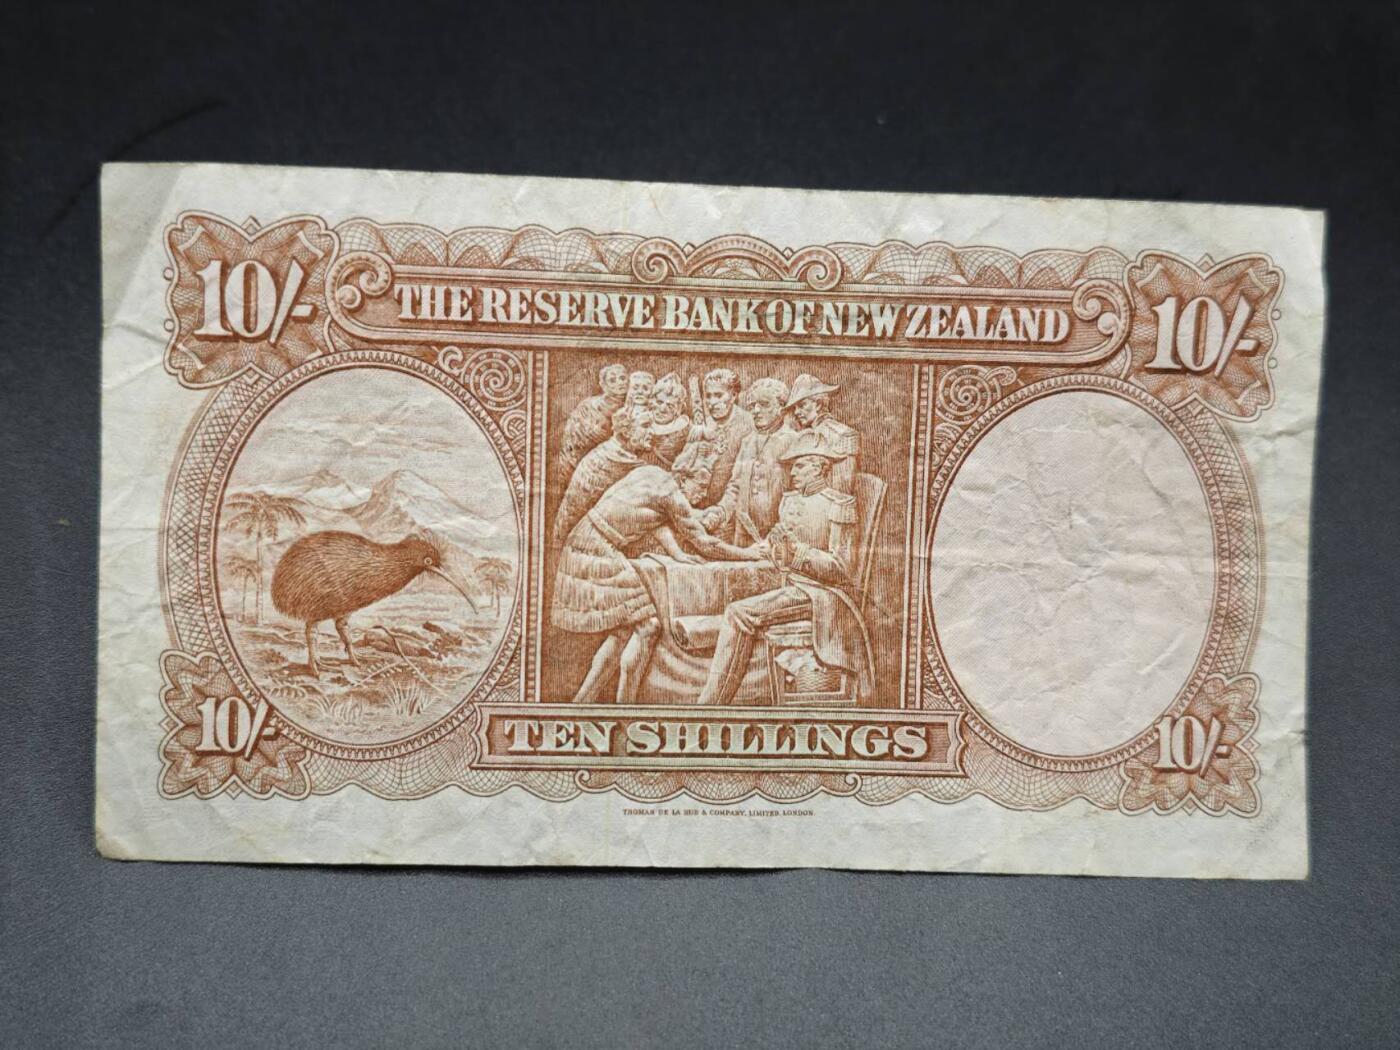 10/-
THE RESERVE BANK OF NEW ZEALAND
10/-
10/-
TEN SHILLINGS
10/-
THOMAS DE LA RUE & COMPANY, LIMITED, LONDON